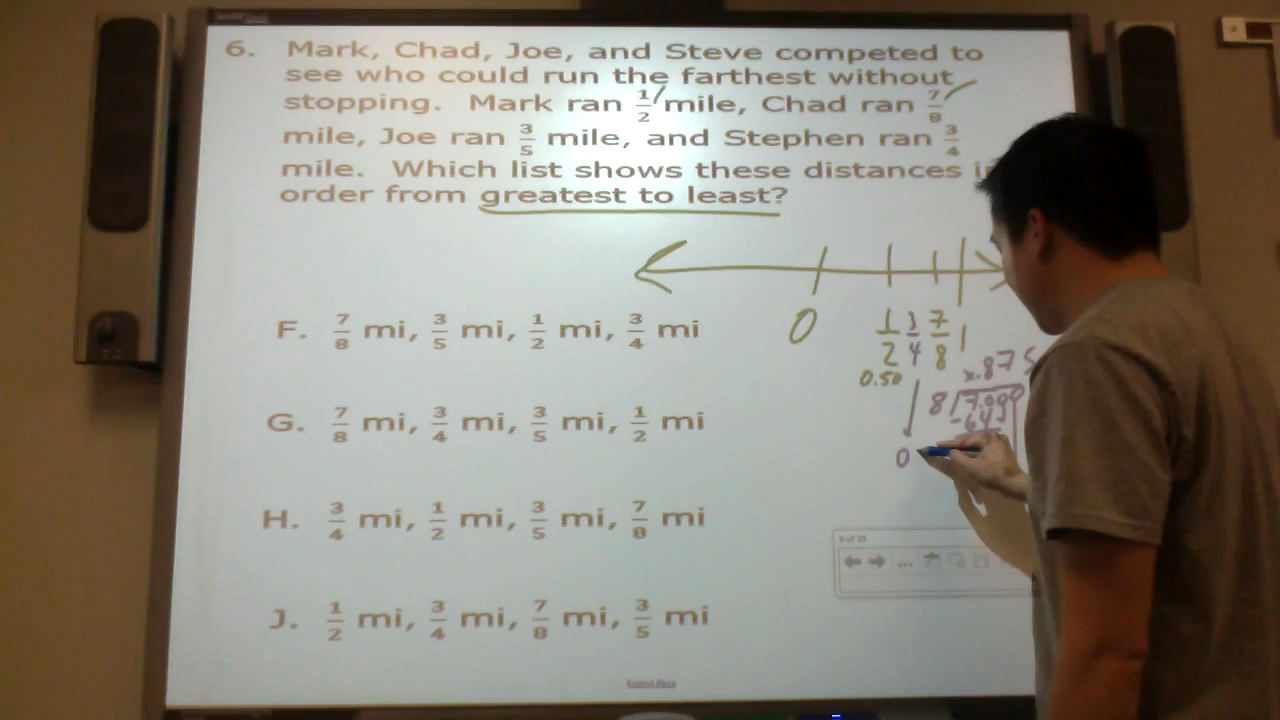 6. Mark, Chad, Joe, and Steve competed to
see who could run the farthest without
stopping. Mark ran 1/2 mile, Chad ran 7/8
mile, Joe ran 3/5 mile, and Stephen ran 3/4
mile. Which list shows these distances
order from greatest to least?
0 1/2 3/4 7/8 1
F. 7/8 mi, 3/5 mi, 1/2 mi, 3/4 mi
0.50
8
0
G. 7/8 mi, 3/4 mi, 3/5 mi, 1/2 mi
H. 3/4 mi, 1/2 mi, 3/5 mi, 7/8 mi
J. 1/2 mi, 3/4 mi, 7/8 mi, 3/5 mi